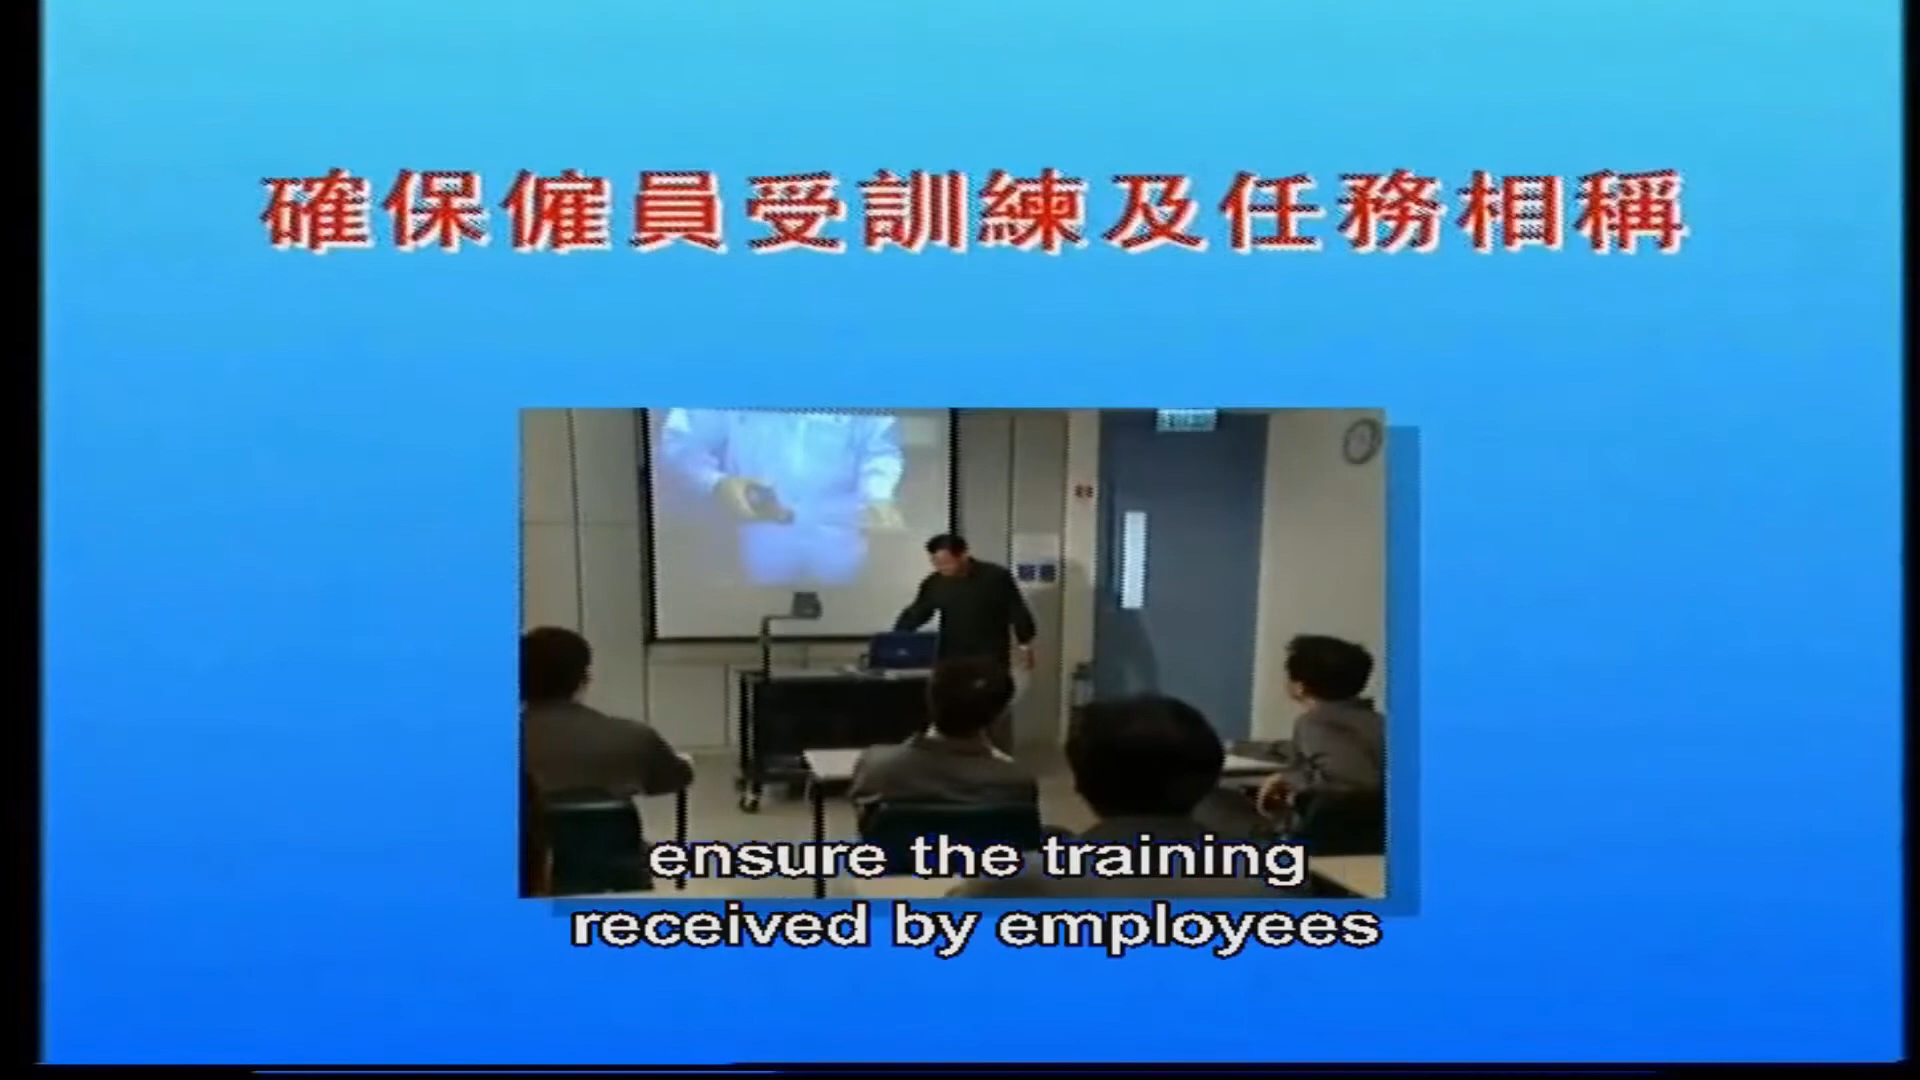 確保僱員受訓練及任務相稱
ensure the training
received by employees